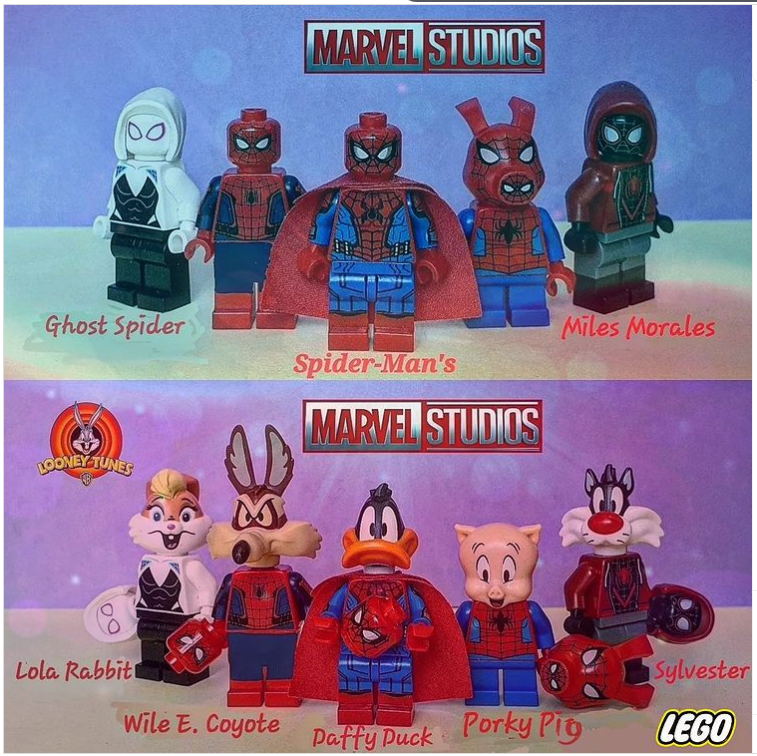 MARVEL STUDIOS
Ghost Spider
Miles Morales
Spider-Man's
MARVEL STUDIOS
LOONEY TUNES
WB
Lola Rabbit
Sylvester
Wile E. Coyote
Daffy Duck
Porky Pig
LEGO